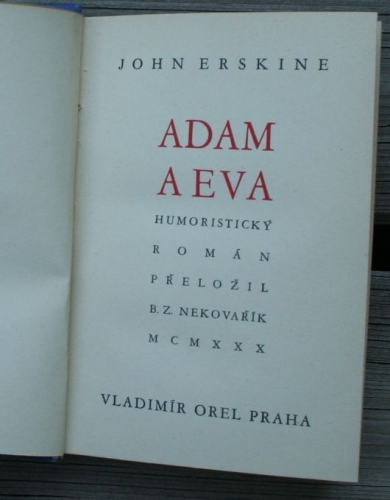 JOHN ERSKINE
ADAM
A EVA
HUMORISTICKÝ
ROMÁN
PŘELOŽIL
B. Z. NEKOVAŘÍK
MCMXXX
VLADIMÍR OREL PRAHA